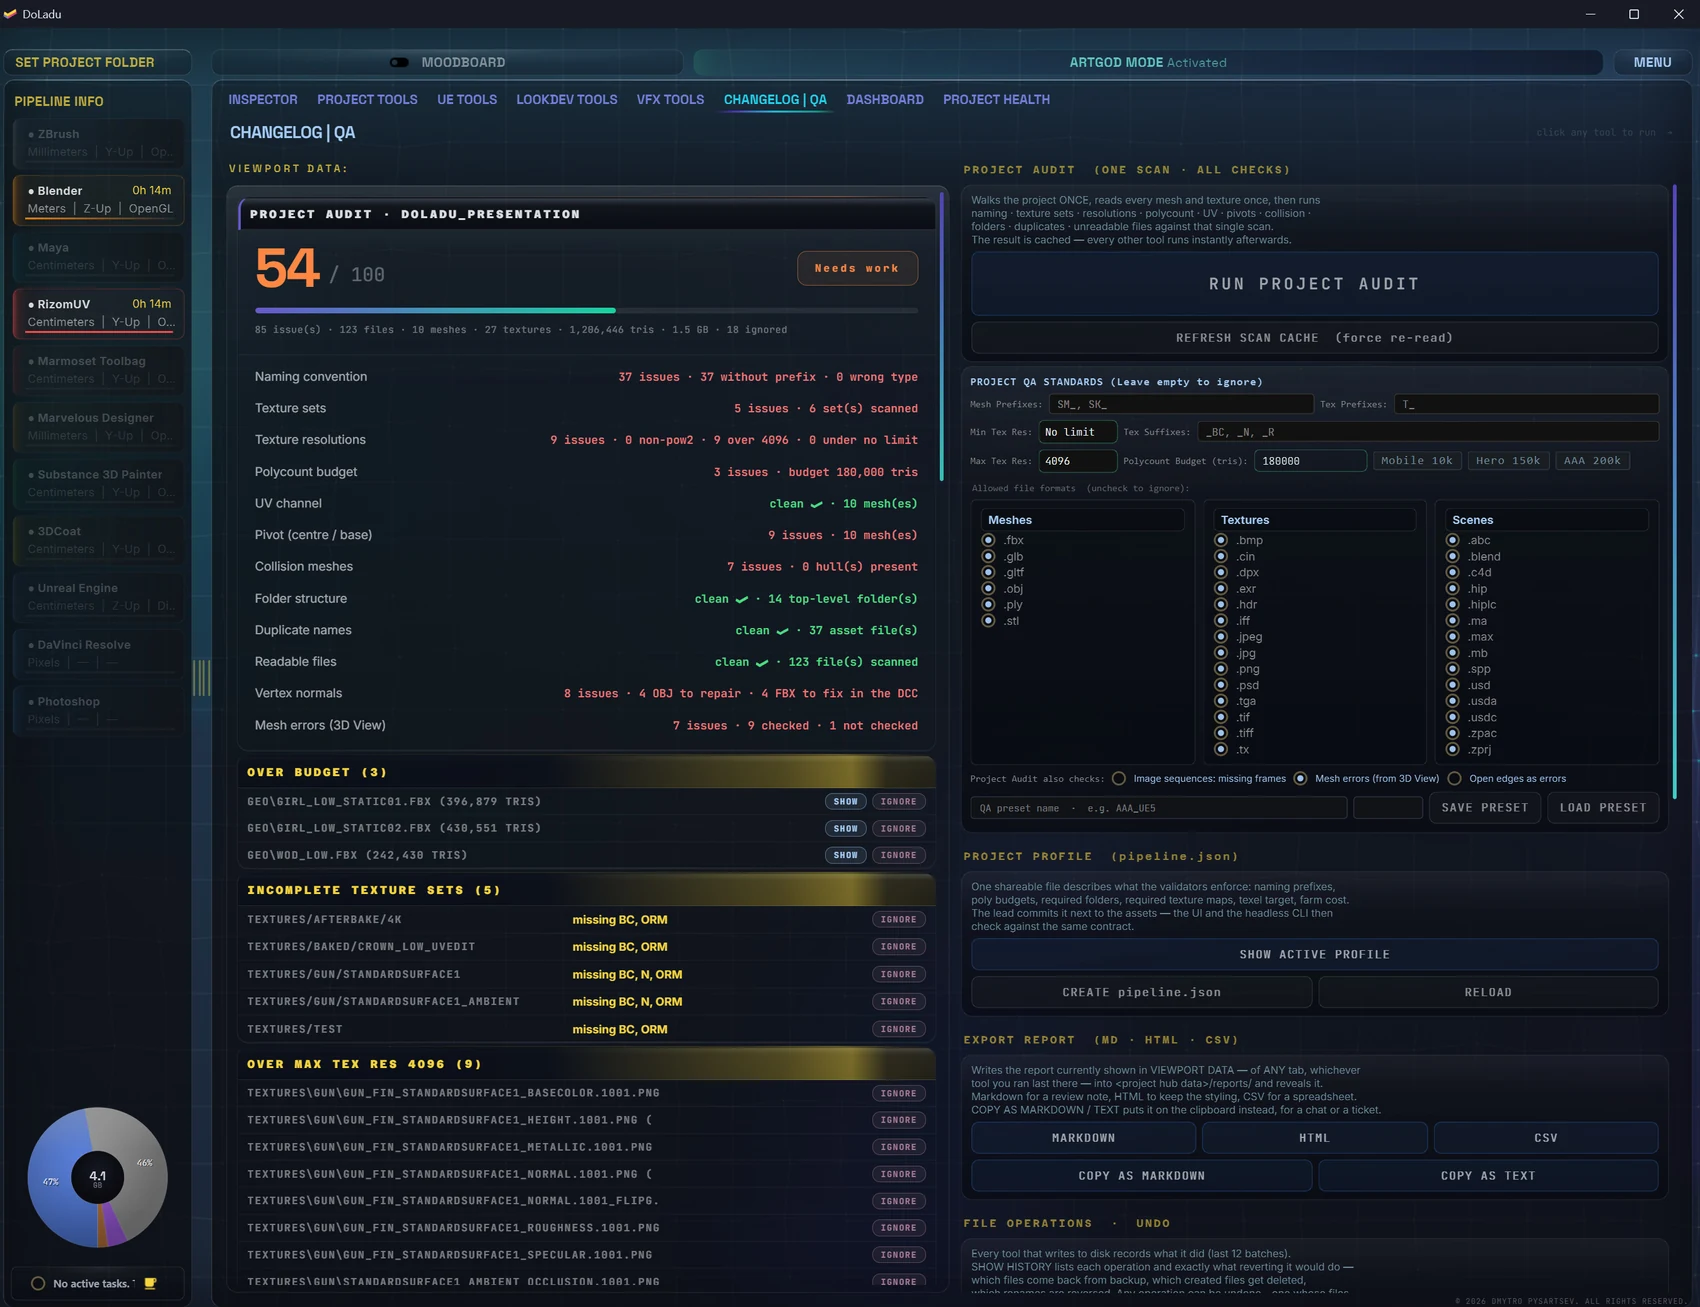 DoLadu
SET PROJECT FOLDER
MOODBOARD
ARTGOD MODE Activated
MENU
PIPELINE INFO
ZBrush
Millimeters | Y-Up | Op..
Blender 0h 14m
Meters | Z-Up | OpenGL
Maya
Centimeters | Y-Up | O...
RizomUV 0h 14m
Centimeters | Y-Up | O...
Marmoset Toolbag
Centimeters | Y-Up | O...
Marvelous Designer
Millimeters | Y-Up | Op..
Substance 3D Painter
Centimeters | Y-Up | O...
3DCoat
Centimeters | Y-Up | O...
Unreal Engine
Centimeters | Z-Up | Di..
DaVinci Resolve
Pixels | — | —
Photoshop
Pixels | — | —
47%
46%
4.1
GB
No active tasks.
INSPECTOR PROJECT TOOLS UE TOOLS LOOKDEV TOOLS VFX TOOLS CHANGELOG | QA DASHBOARD PROJECT HEALTH
CHANGELOG | QA
click any tool to run →
VIEWPORT DATA:
PROJECT AUDIT · DOLADU_PRESENTATION
54 / 100
Needs work
85 issue(s) · 123 files · 10 meshes · 27 textures · 1,206,446 tris · 1.5 GB · 18 ignored
Naming convention 37 issues · 37 without prefix · 0 wrong type
Texture sets 5 issues · 6 set(s) scanned
Texture resolutions 9 issues · 0 non-pow2 · 9 over 4096 · 0 under no limit
Polycount budget 3 issues · budget 180,000 tris
UV channel clean ✓ · 10 mesh(es)
Pivot (centre / base) 9 issues · 10 mesh(es)
Collision meshes 7 issues · 0 hull(s) present
Folder structure clean ✓ · 14 top-level folder(s)
Duplicate names clean ✓ · 37 asset file(s)
Readable files clean ✓ · 123 file(s) scanned
Vertex normals 8 issues · 4 OBJ to repair · 4 FBX to fix in the DCC
Mesh errors (3D View) 7 issues · 9 checked · 1 not checked
OVER BUDGET (3)
GEO\GIRL_LOW_STATIC01.FBX (396,879 TRIS) SHOW IGNORE
GEO\GIRL_LOW_STATIC02.FBX (430,551 TRIS) SHOW IGNORE
GEO\WOD_LOW.FBX (242,430 TRIS) SHOW IGNORE
INCOMPLETE TEXTURE SETS (5)
TEXTURES/AFTERBAKE/4K missing BC, ORM IGNORE
TEXTURES/BAKED/CROWN_LOW_UVEDIT missing BC, ORM IGNORE
TEXTURES/GUN/STANDARDSURFACE1 missing BC, N, ORM IGNORE
TEXTURES/GUN/STANDARDSURFACE1_AMBIENT missing BC, N, ORM IGNORE
TEXTURES/TEST missing BC, ORM IGNORE
OVER MAX TEX RES 4096 (9)
TEXTURES\GUN\GUN_FIN_STANDARDSURFACE1_BASECOLOR.1001.PNG IGNORE
TEXTURES\GUN\GUN_FIN_STANDARDSURFACE1_HEIGHT.1001.PNG ( IGNORE
TEXTURES\GUN\GUN_FIN_STANDARDSURFACE1_METALLIC.1001.PNG IGNORE
TEXTURES\GUN\GUN_FIN_STANDARDSURFACE1_NORMAL.1001.PNG ( IGNORE
TEXTURES\GUN\GUN_FIN_STANDARDSURFACE1_NORMAL.1001_FLIPG. IGNORE
TEXTURES\GUN\GUN_FIN_STANDARDSURFACE1_ROUGHNESS.1001.PNG IGNORE
TEXTURES\GUN\GUN_FIN_STANDARDSURFACE1_SPECULAR.1001.PNG IGNORE
TEXTURES\GUN\STANDARDSURFACE1_AMBIENT_OCCLUSION.1001.PNG IGNORE
PROJECT AUDIT (ONE SCAN · ALL CHECKS)
Walks the project ONCE, reads every mesh and texture once, then runs
naming · texture sets · resolutions · polycount · UV · pivots · collision ·
folders · duplicates · unreadable files against that single scan.
The result is cached — every other tool runs instantly afterwards.
RUN PROJECT AUDIT
REFRESH SCAN CACHE (force re-read)
PROJECT QA STANDARDS (Leave empty to ignore)
Mesh Prefixes: SM_, SK_ Tex Prefixes: T_
Min Tex Res: No limit Tex Suffixes: _BC, _N, _R
Max Tex Res: 4096 Polycount Budget (tris): 180000 Mobile 10k Hero 150k AAA 200k
Allowed file formats (uncheck to ignore):
Meshes
.fbx
.glb
.gltf
.obj
.ply
.stl
Textures
.bmp
.cin
.dpx
.exr
.hdr
.iff
.jpeg
.jpg
.png
.psd
.tga
.tif
.tiff
.tx
Scenes
.abc
.blend
.c4d
.hip
.hiplc
.ma
.max
.mb
.spp
.usd
.usda
.usdc
.zpac
.zprj
Project Audit also checks: Image sequences: missing frames Mesh errors (from 3D View) Open edges as errors
QA preset name · e.g. AAA_UE5 SAVE PRESET LOAD PRESET
PROJECT PROFILE (pipeline.json)
One shareable file describes what the validators enforce: naming prefixes,
poly budgets, required folders, required texture maps, texel target, farm cost.
The lead commits it next to the assets — the UI and the headless CLI then
check against the same contract.
SHOW ACTIVE PROFILE
CREATE pipeline.json RELOAD
EXPORT REPORT (MD · HTML · CSV)
Writes the report currently shown in VIEWPORT DATA — of ANY tab, whichever
tool you ran last there — into <project hub data>/reports/ and reveals it.
Markdown for a review note, HTML to keep the styling, CSV for a spreadsheet.
COPY AS MARKDOWN / TEXT puts it on the clipboard instead, for a chat or a ticket.
MARKDOWN HTML CSV
COPY AS MARKDOWN COPY AS TEXT
FILE OPERATIONS · UNDO
Every tool that writes to disk records what it did (last 12 batches).
SHOW HISTORY lists each operation and exactly what reverting it would do —
which files come back from backup, which created files get deleted,
© 2026 DMYTRO PYSARTSEV. ALL RIGHTS RESERVED.